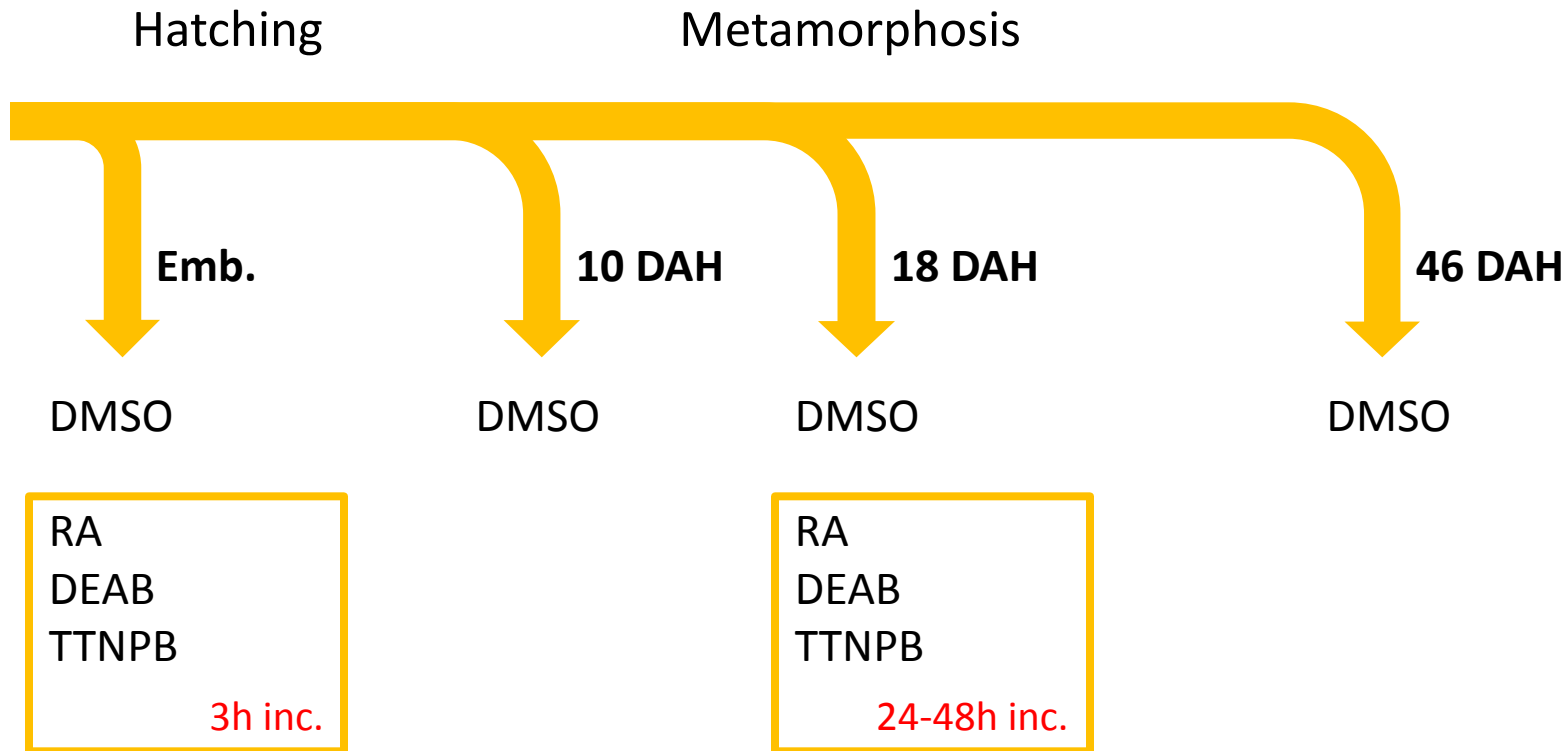 Hatching
Metamorphosis
Emb.
10 DAH
18 DAH
46 DAH
DMSO
DMSO
DMSO
DMSO
RA
DEAB
TTNPB
3h inc.
RA
DEAB
TTNPB
24-48h inc.